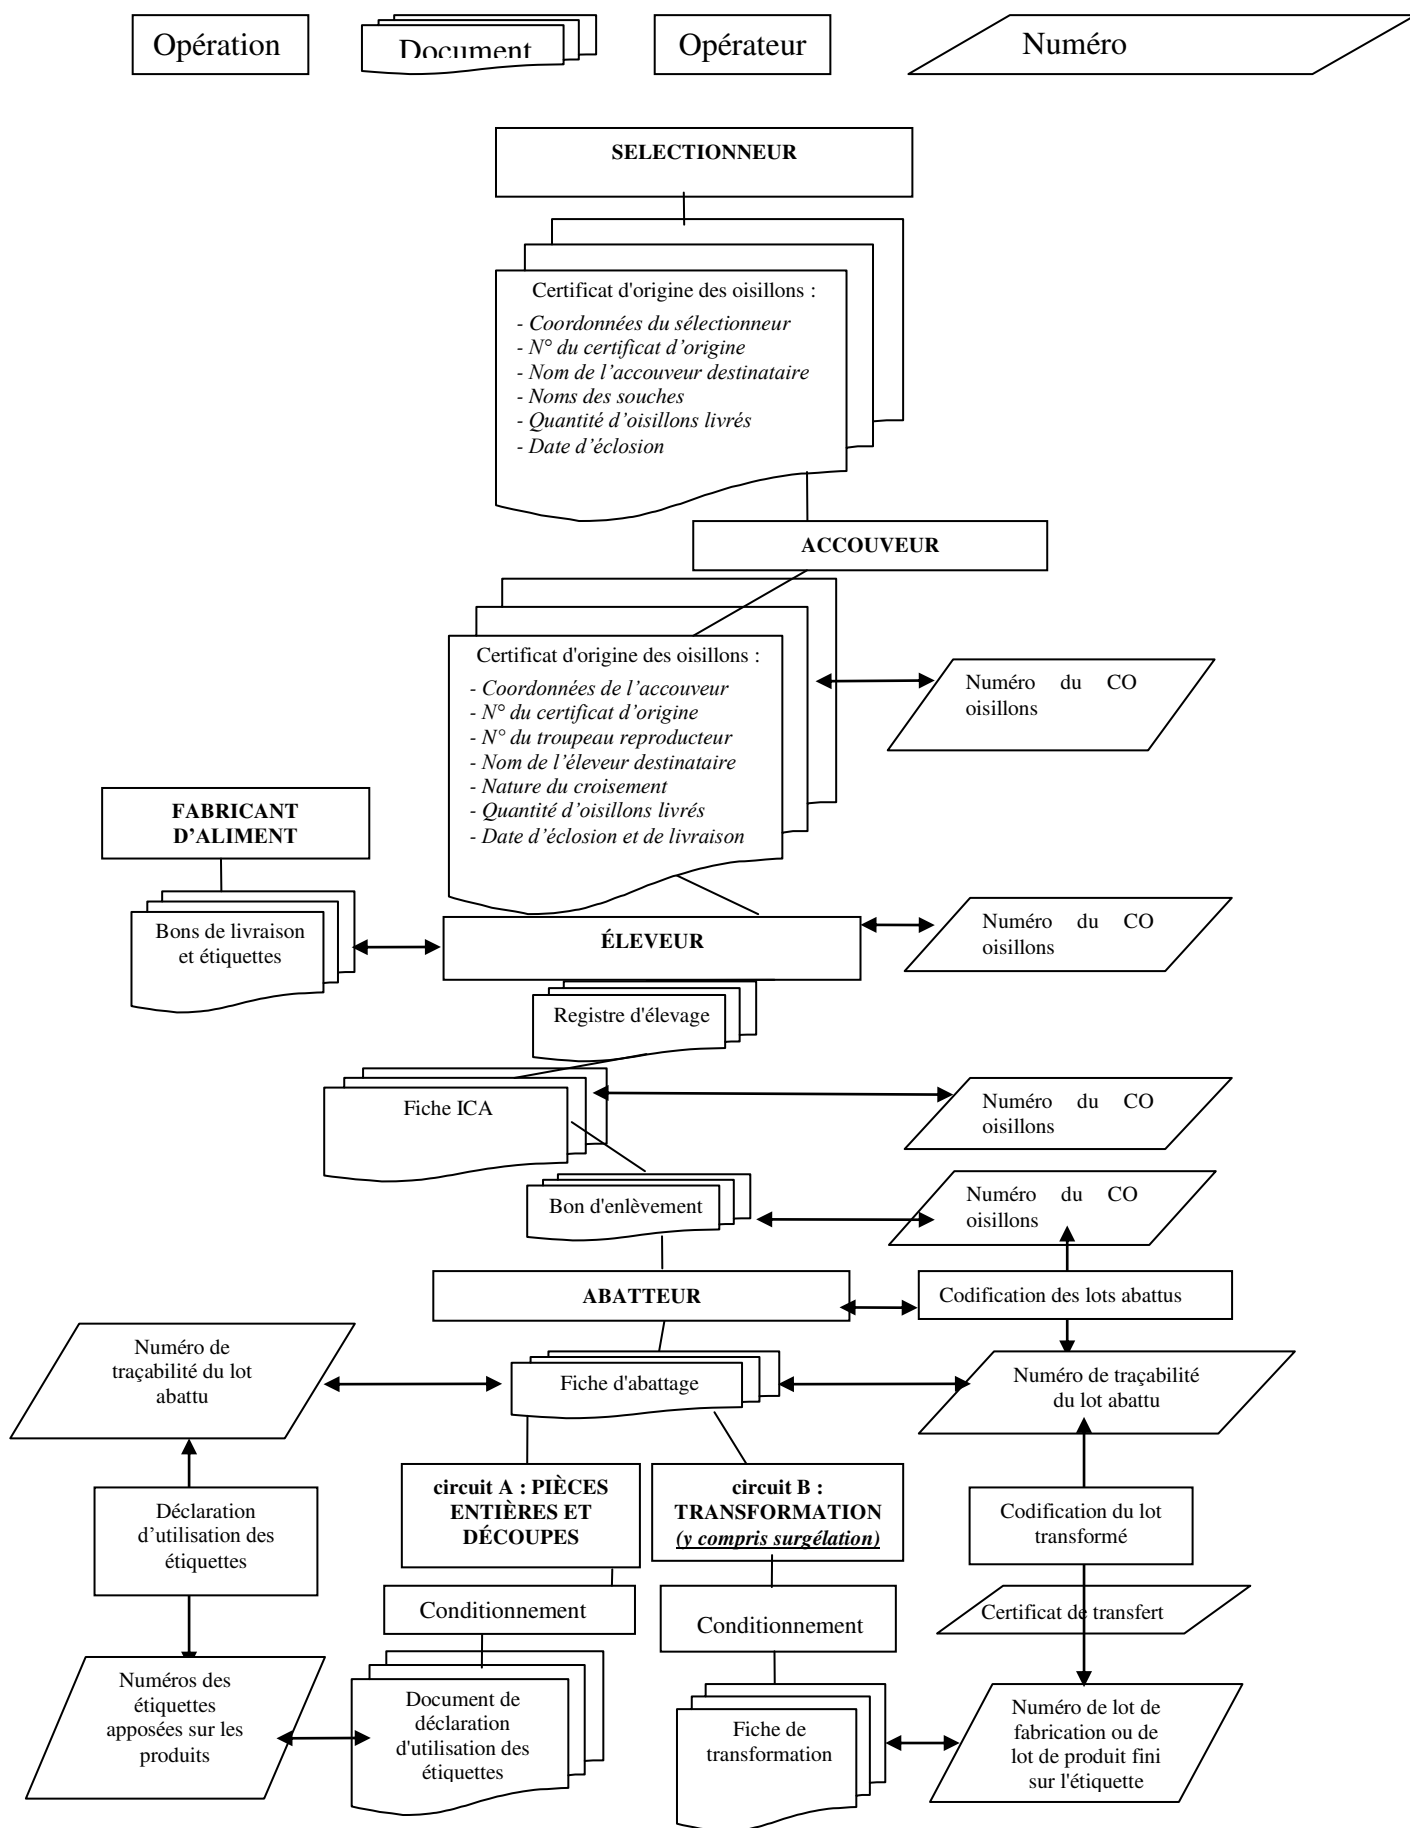 Opération
Document
Opérateur
Numéro
SELECTIONNEUR
Certificat d'origine des oisillons :
- Coordonnées du sélectionneur
- N° du certificat d’origine
- Nom de l’accouveur destinataire
- Noms des souches
- Quantité d’oisillons livrés
- Date d’éclosion
ACCOUVEUR
Certificat d'origine des oisillons :
- Coordonnées de l’accouveur
- N° du certificat d’origine
- N° du troupeau reproducteur
- Nom de l’éleveur destinataire
- Nature du croisement
- Quantité d’oisillons livrés
- Date d’éclosion et de livraison
Numéro du CO
oisillons
FABRICANT
D’ALIMENT
Bons de livraison
et étiquettes
ÉLEVEUR
Numéro du CO
oisillons
Registre d'élevage
Fiche ICA
Numéro du CO
oisillons
Bon d'enlèvement
Numéro du CO
oisillons
ABATTEUR
Codification des lots abattus
Numéro de
traçabilité du lot
abattu
Fiche d'abattage
Numéro de traçabilité
du lot abattu
Déclaration
d’utilisation des
étiquettes
circuit A : PIÈCES
ENTIÈRES ET
DÉCOUPES
circuit B :
TRANSFORMATION
(y compris surgélation)
Codification du lot
transformé
Conditionnement
Conditionnement
Certificat de transfert
Numéros des
étiquettes
apposées sur les
produits
Document de
déclaration
d'utilisation des
étiquettes
Fiche de
transformation
Numéro de lot de
fabrication ou de
lot de produit fini
sur l'étiquette